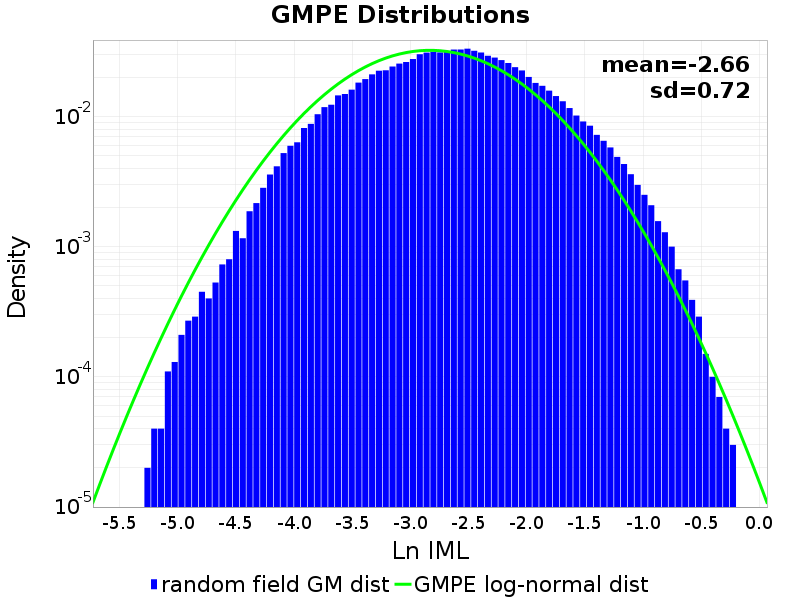 GMPE Distributions
mean=-2.66
sd=0.72
Density
10-2
10-3
10-4
10-5
-5.5 -5.0 -4.5 -4.0 -3.5 -3.0 -2.5 -2.0 -1.5 -1.0 -0.5 0.0
Ln IML
random field GM dist GMPE log-normal dist